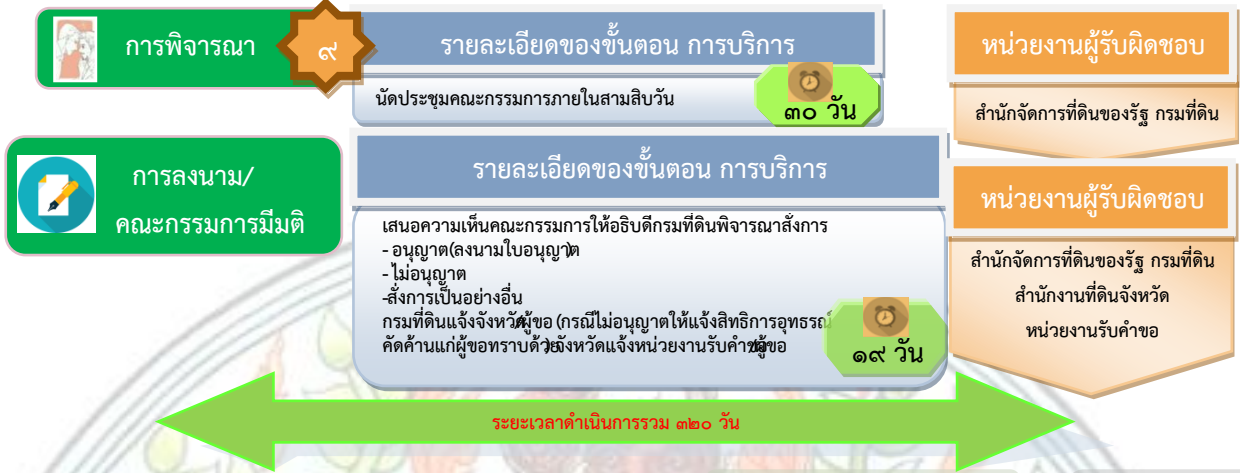 การพิจารณา
๙
รายละเอียดของขั้นตอน การบริการ
หน่วยงานผู้รับผิดชอบ
นัดประชุมคณะกรรมการภายในสามสิบวัน
๓๐ วัน
สำนักจัดการที่ดินของรัฐ กรมที่ดิน
การลงนาม/
คณะกรรมการมีมติ
รายละเอียดของขั้นตอน การบริการ
หน่วยงานผู้รับผิดชอบ
เสนอความเห็นคณะกรรมการให้อธิบดีกรมที่ดินพิจารณาสั่งการ
- อนุญาต(ลงนามใบอนุญาต)
- ไม่อนุญาต
-สั่งการเป็นอย่างอื่น
กรมที่ดินแจ้งจังหวัด/ผู้ขอ (กรณีไม่อนุญาตให้แจ้งสิทธิการอุทธรณ์
คัดค้านแก่ผู้ขอทราบด้วย) จังหวัดแจ้งหน่วยงานรับคำขอ/ผู้ขอ
๑๙ วัน
สำนักจัดการที่ดินของรัฐ กรมที่ดิน
สำนักงานที่ดินจังหวัด
หน่วยงานรับคำขอ
ระยะเวลาดำเนินการรวม ๓๒๐ วัน